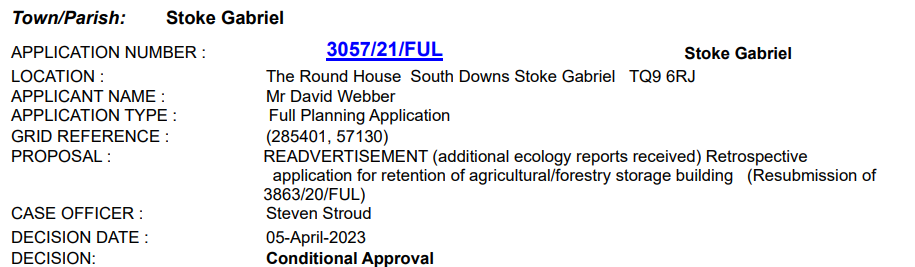 Town/Parish: Stoke Gabriel
APPLICATION NUMBER : 3057/21/FUL Stoke Gabriel
LOCATION : The Round House South Downs Stoke Gabriel TQ9 6RJ
APPLICANT NAME : Mr David Webber
APPLICATION TYPE : Full Planning Application
GRID REFERENCE : (285401, 57130)
PROPOSAL : READVERTISEMENT (additional ecology reports received) Retrospective
application for retention of agricultural/forestry storage building (Resubmission of
3863/20/FUL)
CASE OFFICER : Steven Stroud
DECISION DATE : 05-April-2023
DECISION: Conditional Approval